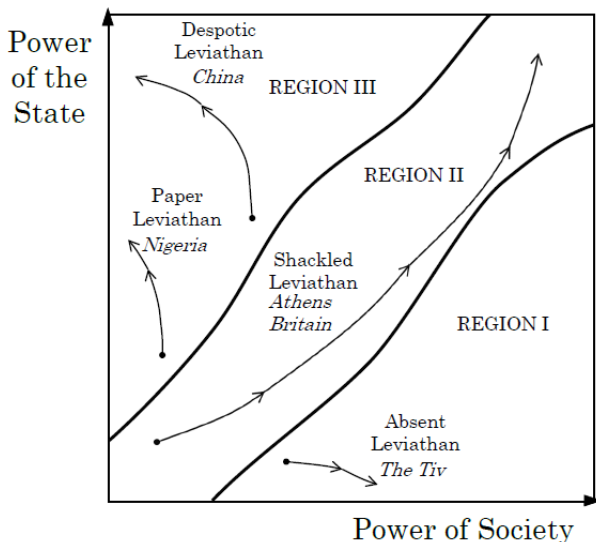 Power
of the
State
Despotic
Leviathan
China
REGION III
Paper
Leviathan
Nigeria
REGION II
Shackled
Leviathan
Athens
Britain
REGION I
Absent
Leviathan
The Tiv
Power of Society